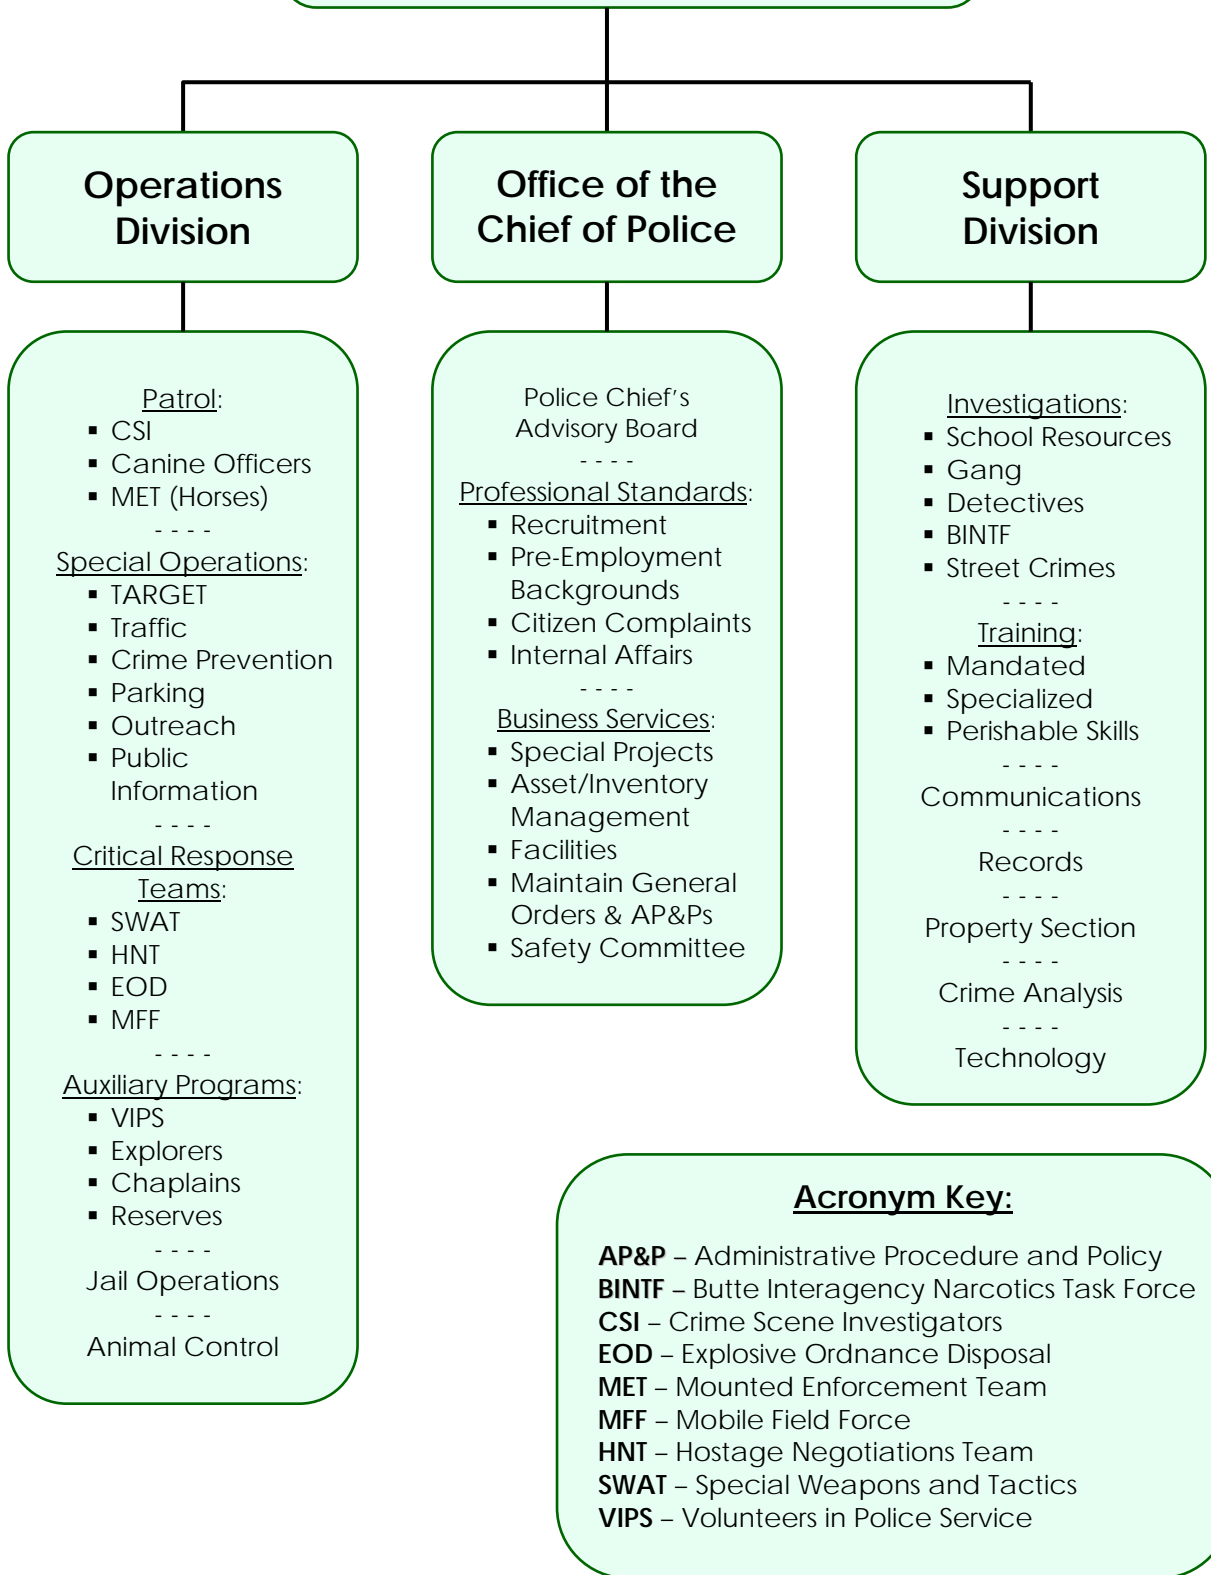 Operations
Division
Office of the
Chief of Police
Support
Division
Patrol:
▪ CSI
▪ Canine Officers
▪ MET (Horses)
- - - -
Special Operations:
▪ TARGET
▪ Traffic
▪ Crime Prevention
▪ Parking
▪ Outreach
▪ Public
Information
- - - -
Critical Response
Teams:
▪ SWAT
▪ HNT
▪ EOD
▪ MFF
- - - -
Auxiliary Programs:
▪ VIPS
▪ Explorers
▪ Chaplains
▪ Reserves
- - - -
Jail Operations
- - - -
Animal Control
Police Chief's
Advisory Board
- - - -
Professional Standards:
▪ Recruitment
▪ Pre-Employment
Backgrounds
▪ Citizen Complaints
▪ Internal Affairs
- - - -
Business Services:
▪ Special Projects
▪ Asset/Inventory
Management
▪ Facilities
▪ Maintain General
Orders & AP&Ps
▪ Safety Committee
Investigations:
▪ School Resources
▪ Gang
▪ Detectives
▪ BINTF
▪ Street Crimes
- - - -
Training:
▪ Mandated
▪ Specialized
▪ Perishable Skills
- - - -
Communications
- - - -
Records
- - - -
Property Section
- - - -
Crime Analysis
- - - -
Technology
Acronym Key:
AP&P – Administrative Procedure and Policy
BINTF – Butte Interagency Narcotics Task Force
CSI – Crime Scene Investigators
EOD – Explosive Ordnance Disposal
MET – Mounted Enforcement Team
MFF – Mobile Field Force
HNT – Hostage Negotiations Team
SWAT – Special Weapons and Tactics
VIPS – Volunteers in Police Service